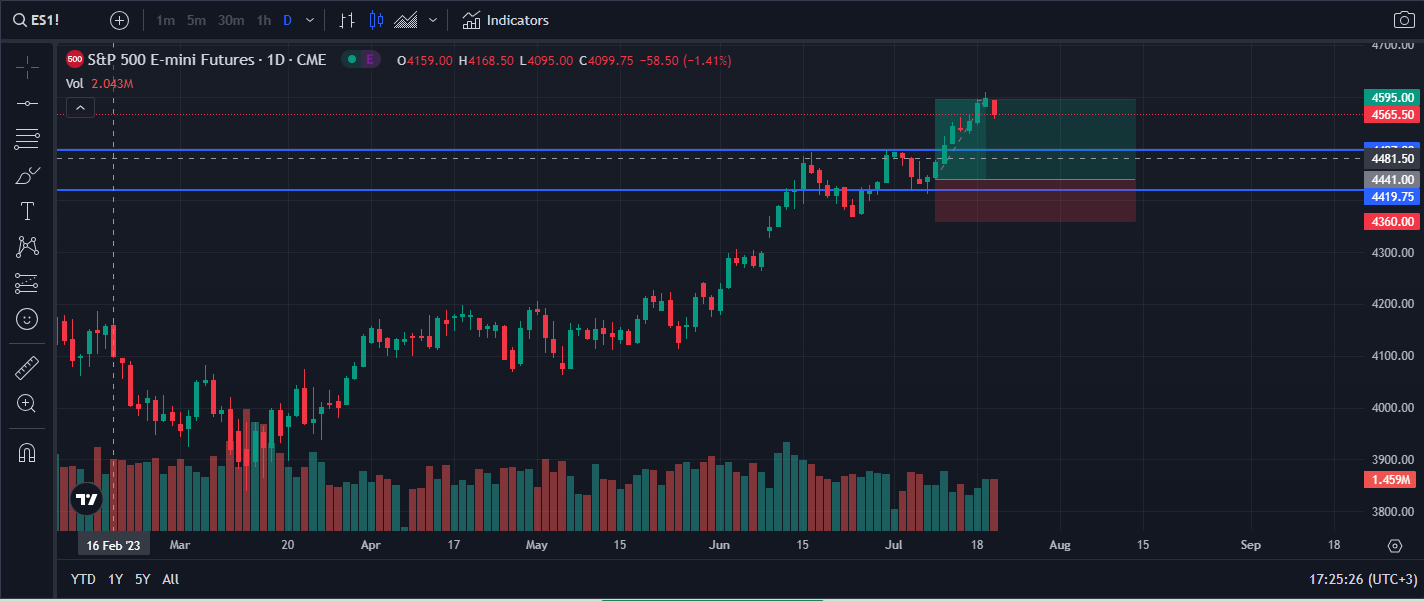 ES1!
1m 5m 30m 1h D
Indicators
500 S&P 500 E-mini Futures · 1D · CME E O4159.00 H4168.50 L4095.00 C4099.75 −58.50 (−1.41%)
Vol 2.043M
4700.00
4595.00
4565.50
4481.50
4441.00
4419.75
4360.00
4300.00
4200.00
4100.00
4000.00
3900.00
1.459M
3800.00
16 Feb '23 Mar 20 Apr 17 May 15 Jun 15 Jul 18 Aug 15 Sep 18
YTD 1Y 5Y All
17:25:26 (UTC+3)